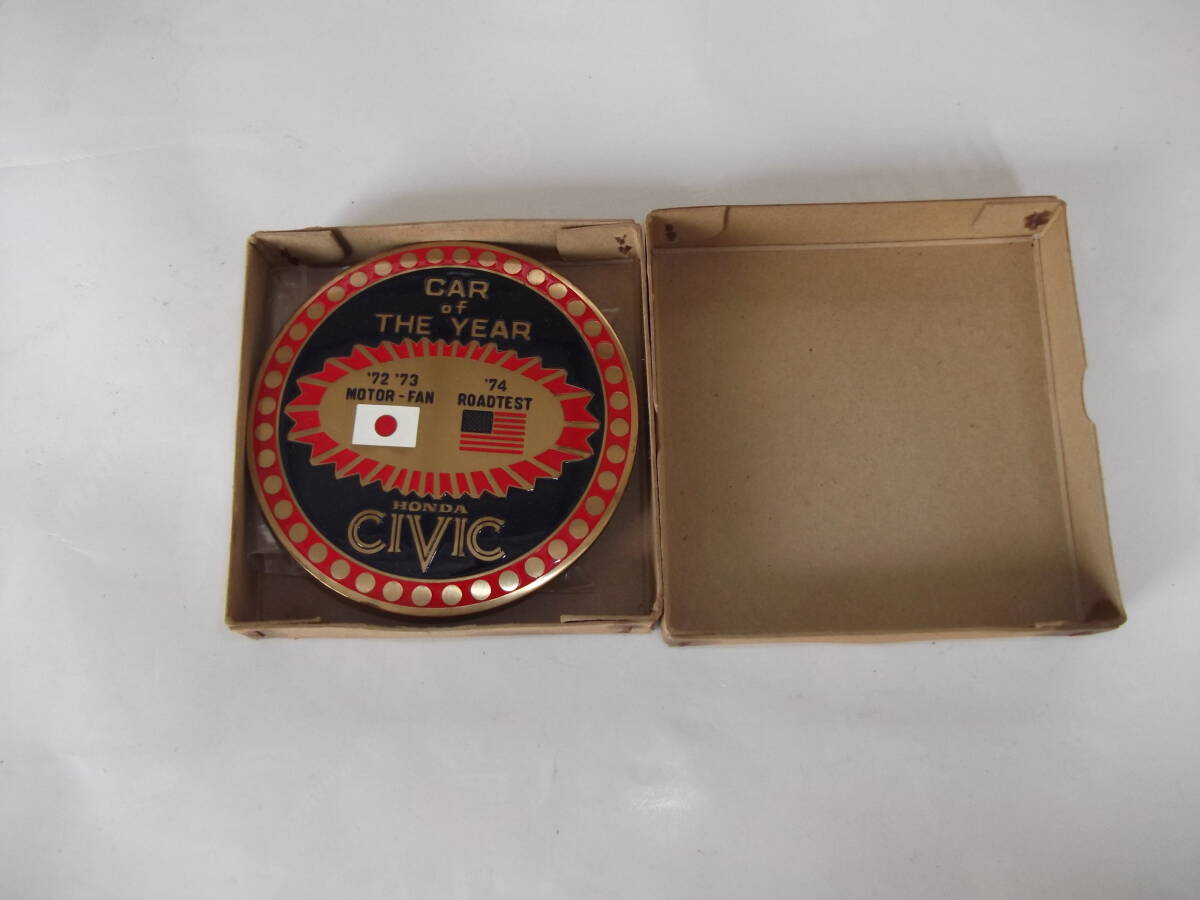 CAR
of
THE YEAR
'72 '73
MOTOR-FAN
'74
ROADTEST
HONDA
CIVIC